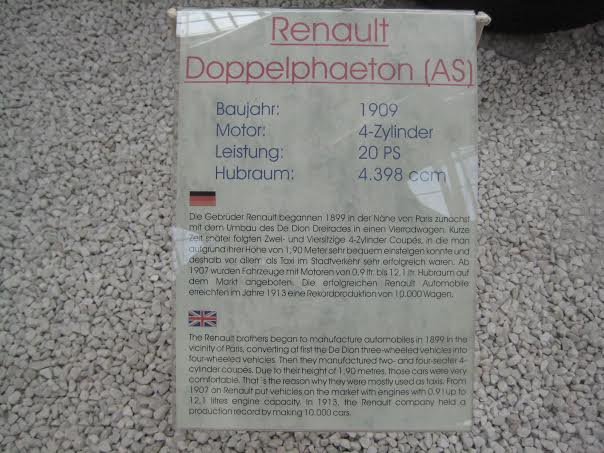 Renault
Doppelphaeton (AS)
Baujahr: 1909
Motor: 4-Zylinder
Leistung: 20 PS
Hubraum: 4.398 ccm
Die Gebrüder Renault begannen 1899 in der Nähe von Paris zunächst
mit dem Umbau des De Dion Dreirades in einen Vierradwagen. Kurze
Zeit später folgten Zwei- und Viersitzige 4-Zylinder Coupés, in die man
aufgrund ihrer Höhe von 1,90 Meter sehr bequem einsteigen konnte und
deshalb vor allem als Taxi im Stadtverkehr sehr erfolgreich waren. Ab
1907 wurden Fahrzeuge mit Motoren von 0,9 ltr. bis 12,1 ltr. Hubraum auf
dem Markt angeboten. Die erfolgreichen Renault Automobile
erreichten im Jahre 1913 eine Rekordproduktion von 10.000 Wagen.
The Renault brothers began to manufacture automobiles in 1899 in the
vicinity of Paris, converting at first the De Dion three-wheeled vehicles into
four-wheeled vehicles. Then they manufactured two- and four-seater 4-
cylinder coupés. Due to their height of 1,90 metres, those cars were very
comfortable. That´s the reason why they were mostly used as taxis. From
1907 on Renault put vehicles on the market with engines with 0,9 l up to
12,1 litres engine capacity. In 1913, the Renault company held a
production record by making 10.000 cars.